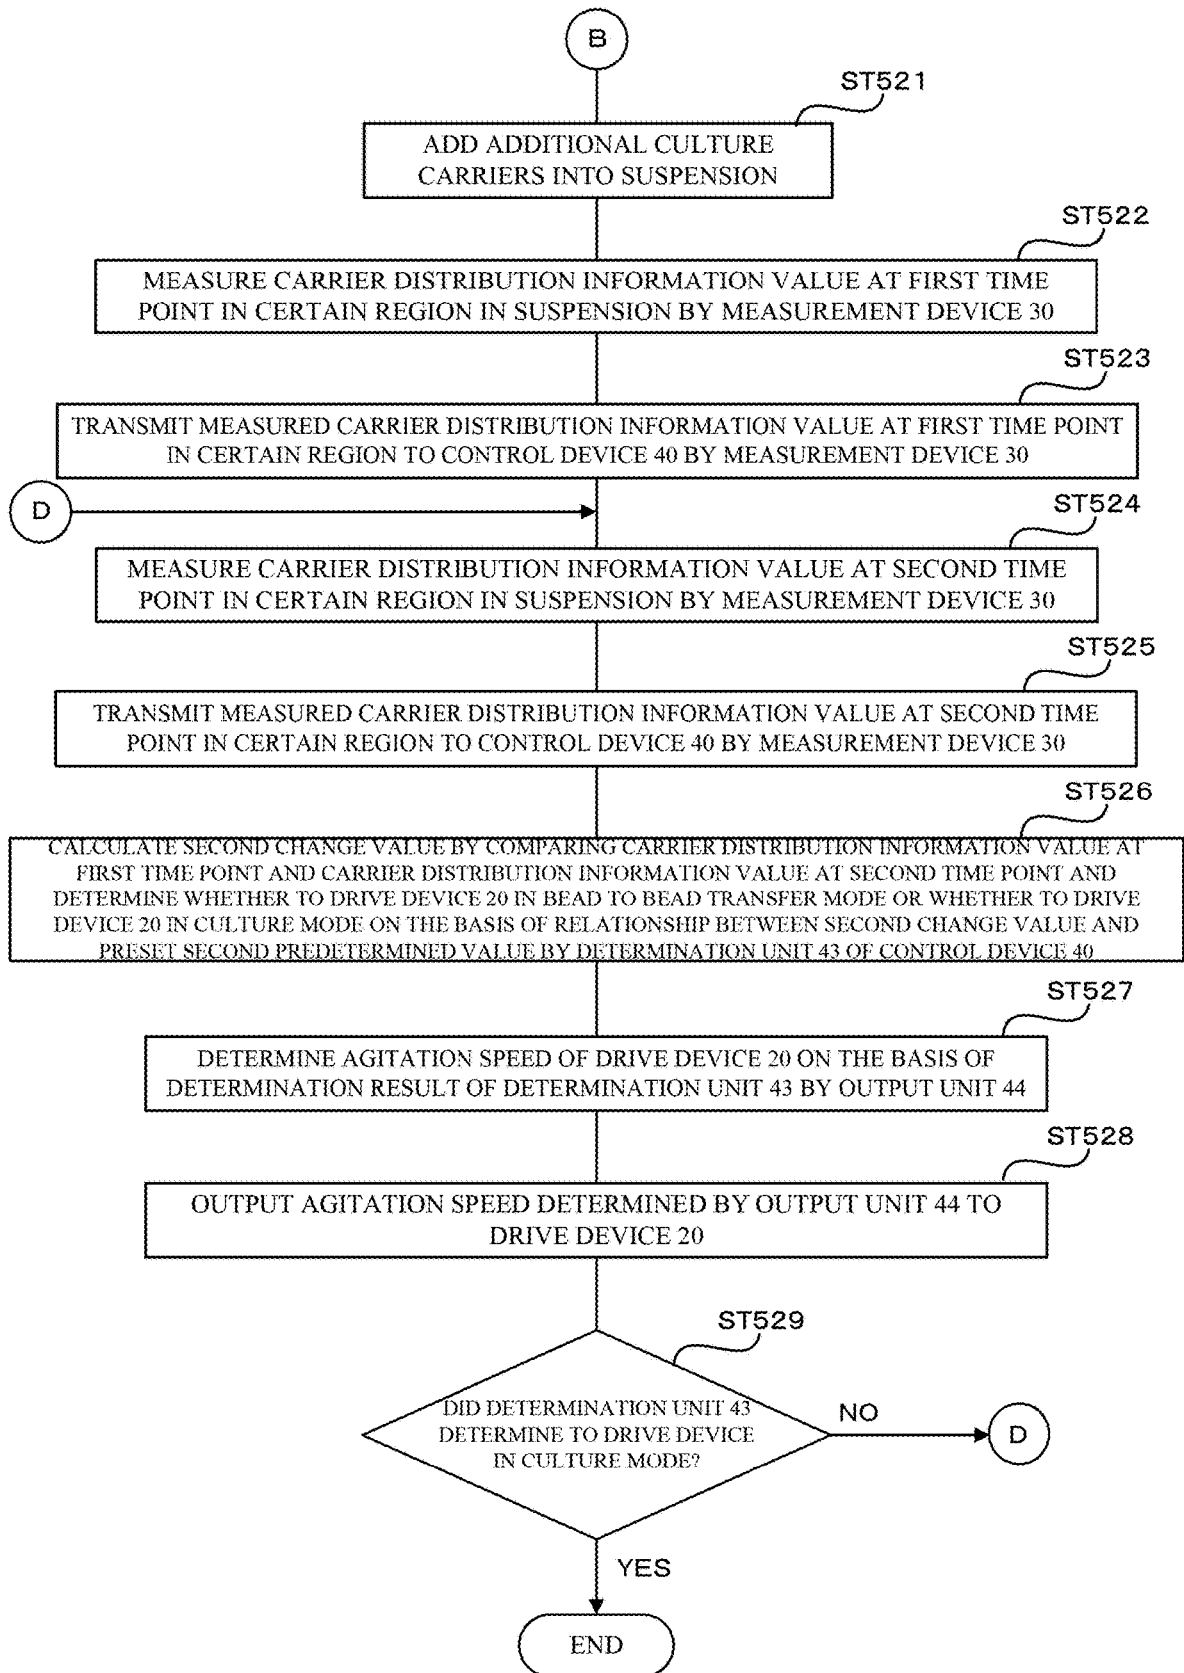 B
ST521
ADD ADDITIONAL CULTURE
CARRIERS INTO SUSPENSION
ST522
MEASURE CARRIER DISTRIBUTION INFORMATION VALUE AT FIRST TIME
POINT IN CERTAIN REGION IN SUSPENSION BY MEASUREMENT DEVICE 30
ST523
TRANSMIT MEASURED CARRIER DISTRIBUTION INFORMATION VALUE AT FIRST TIME POINT
IN CERTAIN REGION TO CONTROL DEVICE 40 BY MEASUREMENT DEVICE 30
D
ST524
MEASURE CARRIER DISTRIBUTION INFORMATION VALUE AT SECOND TIME
POINT IN CERTAIN REGION IN SUSPENSION BY MEASUREMENT DEVICE 30
ST525
TRANSMIT MEASURED CARRIER DISTRIBUTION INFORMATION VALUE AT SECOND TIME
POINT IN CERTAIN REGION TO CONTROL DEVICE 40 BY MEASUREMENT DEVICE 30
ST526
CALCULATE SECOND CHANGE VALUE BY COMPARING CARRIER DISTRIBUTION INFORMATION VALUE AT
FIRST TIME POINT AND CARRIER DISTRIBUTION INFORMATION VALUE AT SECOND TIME POINT AND
DETERMINE WHETHER TO DRIVE DEVICE 20 IN BEAD TO BEAD TRANSFER MODE OR WHETHER TO DRIVE
DEVICE 20 IN CULTURE MODE ON THE BASIS OF RELATIONSHIP BETWEEN SECOND CHANGE VALUE AND
PRESET SECOND PREDETERMINED VALUE BY DETERMINATION UNIT 43 OF CONTROL DEVICE 40
ST527
DETERMINE AGITATION SPEED OF DRIVE DEVICE 20 ON THE BASIS OF
DETERMINATION RESULT OF DETERMINATION UNIT 43 BY OUTPUT UNIT 44
ST528
OUTPUT AGITATION SPEED DETERMINED BY OUTPUT UNIT 44 TO
DRIVE DEVICE 20
ST529
DID DETERMINATION UNIT 43
DETERMINE TO DRIVE DEVICE
IN CULTURE MODE?
NO
D
YES
END